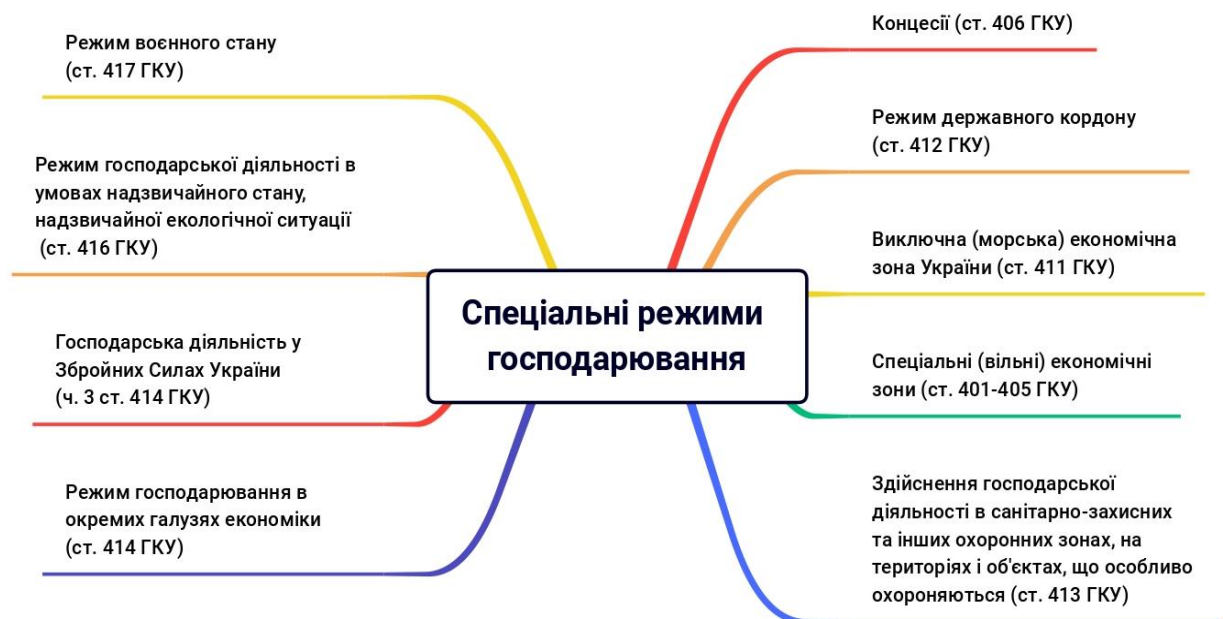 Спеціальні режими
господарювання
Концесії (ст. 406 ГКУ)
Режим державного кордону
(ст. 412 ГКУ)
Виключна (морська) економічна
зона України (ст. 411 ГКУ)
Спеціальні (вільні) економічні
зони (ст. 401-405 ГКУ)
Здійснення господарської
діяльності в санітарно-захисних
та інших охоронних зонах, на
територіях і об'єктах, що особливо
охороняються (ст. 413 ГКУ)
Режим воєнного стану
(ст. 417 ГКУ)
Режим господарської діяльності в
умовах надзвичайного стану,
надзвичайної екологічної ситуації
(ст. 416 ГКУ)
Господарська діяльність у
Збройних Силах України
(ч. 3 ст. 414 ГКУ)
Режим господарювання в
окремих галузях економіки
(ст. 414 ГКУ)